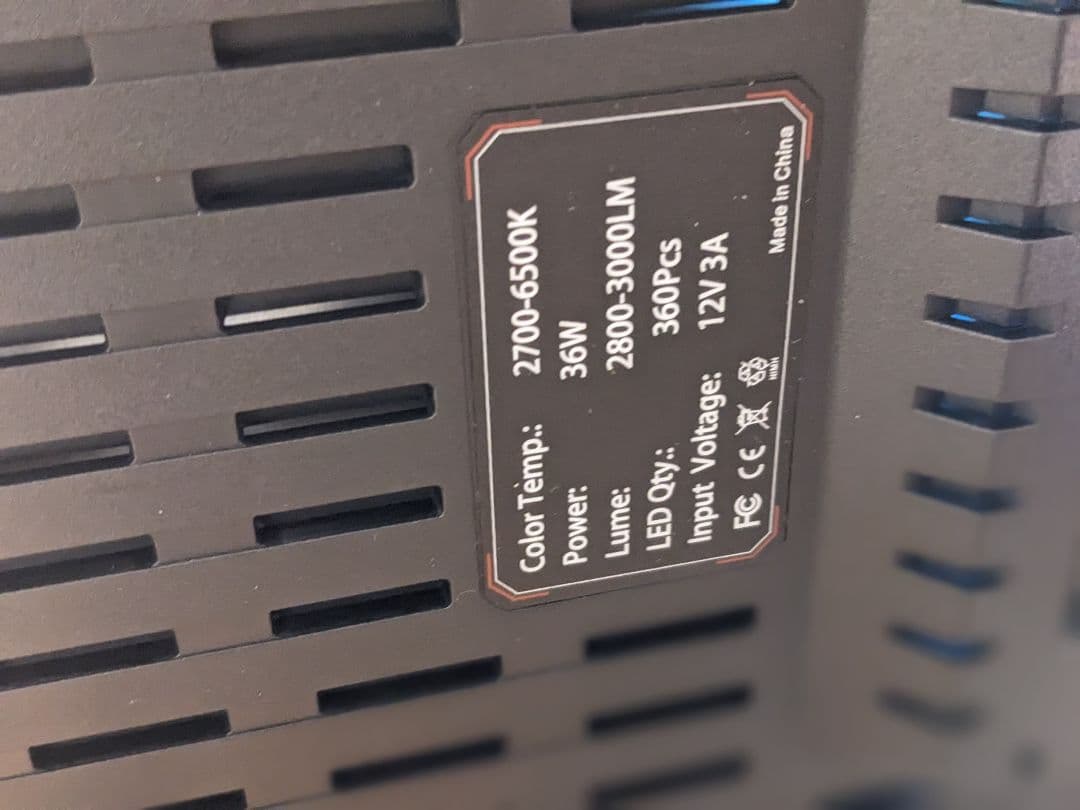 Color Temp.: 2700-6500K
Power: 36W
Lume: 2800-3000LM
LED Qty.: 360Pcs
Input Voltage: 12V 3A
FC CE NIMH Made in China